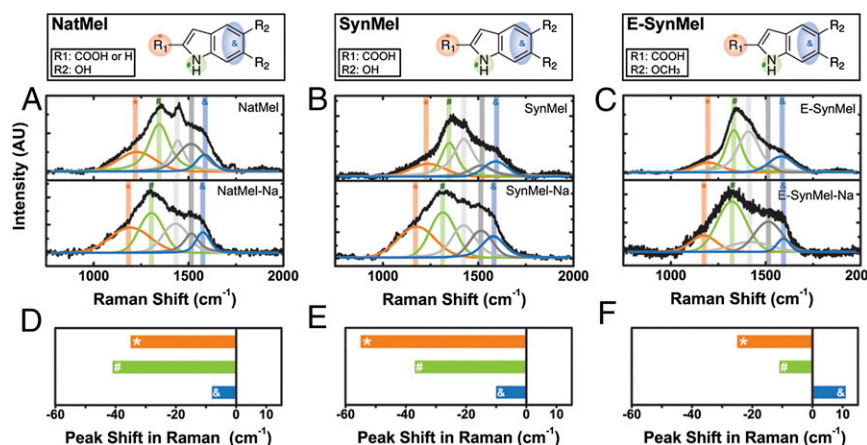 NatMel
SynMel
E-SynMel
R1: COOH or H
R2: OH
* R1 # N H & R2 R2
R1: COOH
R2: OH
* R1 # N H & R2 R2
R1: COOH
R2: OCH3
* R1 # N H & R2 R2
A
B
C
Intensity (AU)
* # &
NatMel
NatMel-Na
* # &
1000 1500 2000
Raman Shift (cm-1)
* # &
SynMel
SynMel-Na
* # &
1000 1500 2000
Raman Shift (cm-1)
* # &
E-SynMel
E-SynMel-Na
* # &
1000 1500 2000
Raman Shift (cm-1)
D
E
F
*
#
&
-60 -40 -20 0
Peak Shift in Raman (cm-1)
*
#
&
-60 -40 -20 0
Peak Shift in Raman (cm-1)
*
#
&
-60 -40 -20 0
Peak Shift in Raman (cm-1)